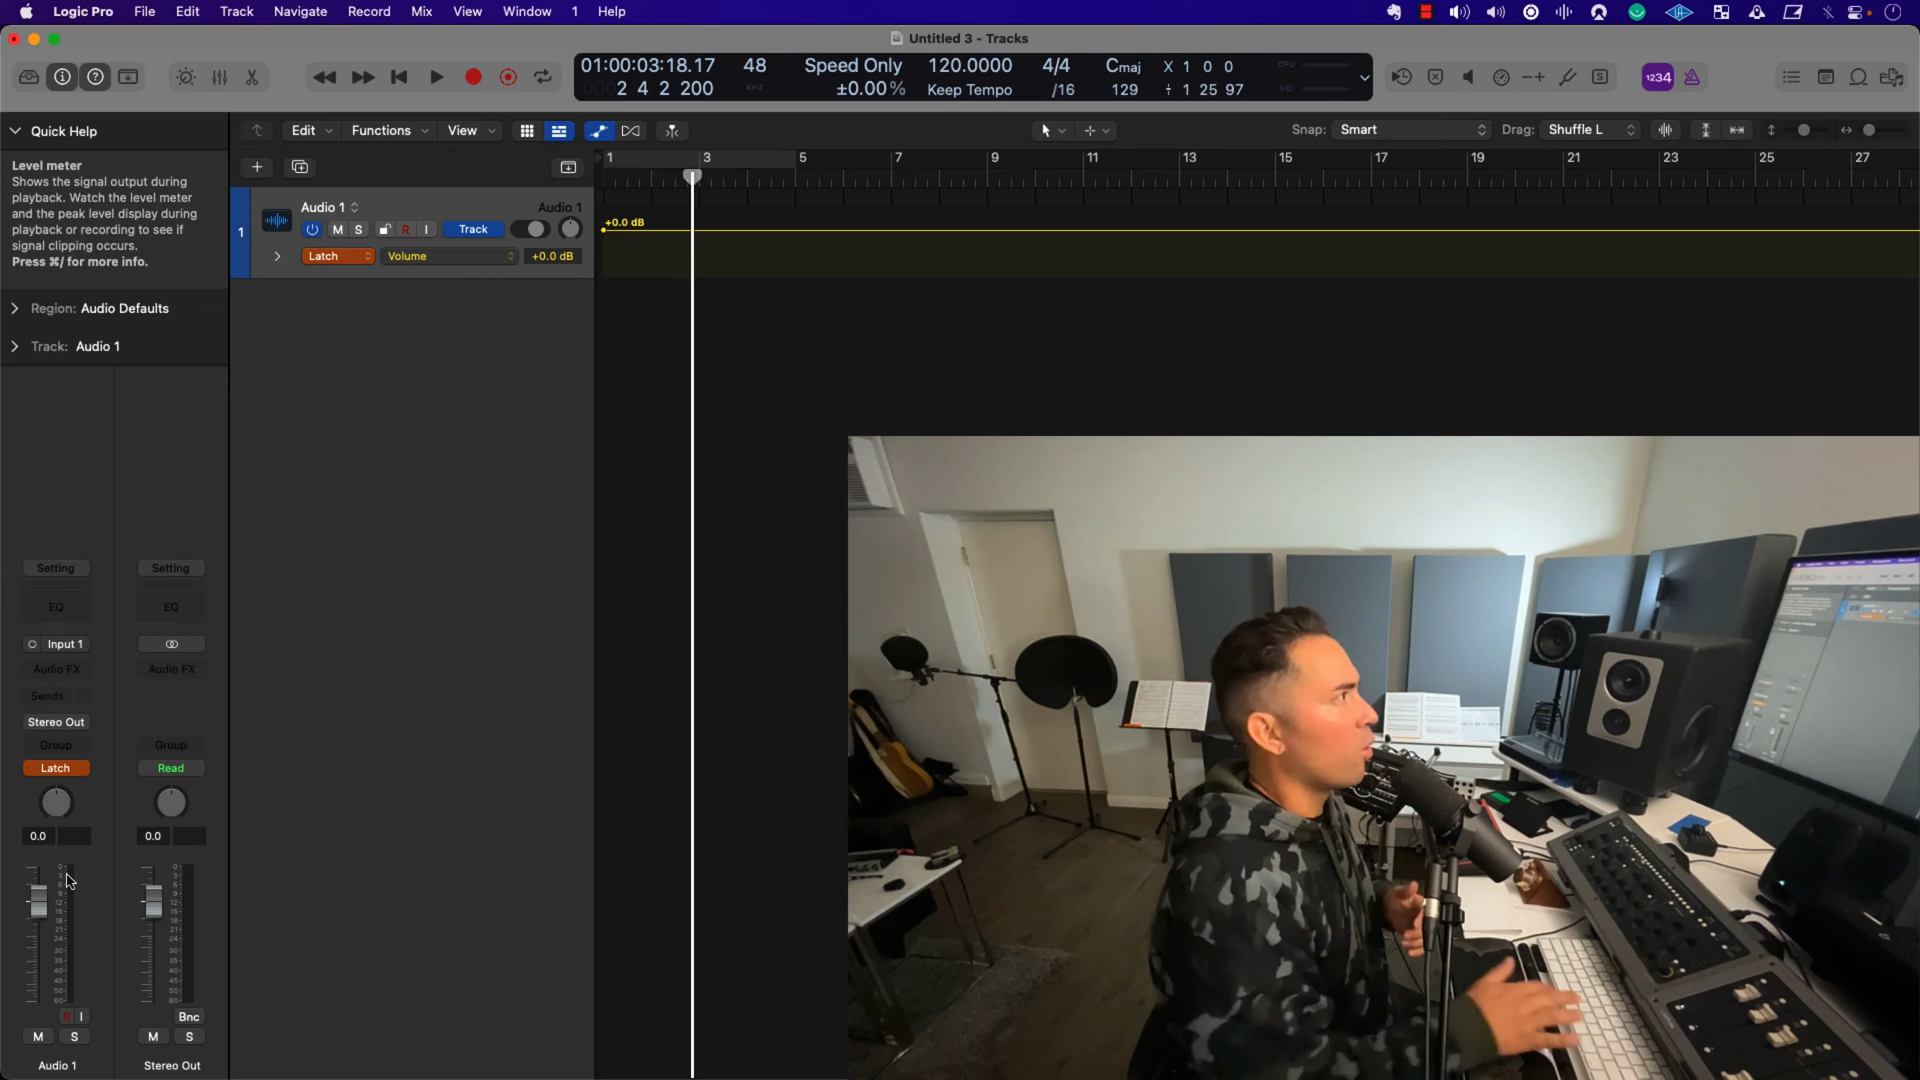 Logic Pro File Edit Track Navigate Record Mix View Window 1 Help
Untitled 3 - Tracks
01:00:03:18.17 48 Speed Only 120.0000 4/4 Cmaj X 1 0 0 CPU
2 4 2 200 KHZ ±0.00% Keep Tempo /16 129 ÷ 1 25 97 HD
1234
Quick Help
Edit Functions View
Snap: Smart Drag: Shuffle L
Level meter
Shows the signal output during
playback. Watch the level meter
and the peak level display during
playback or recording to see if
signal clipping occurs.
Press ⌘/ for more info.
1 3 5 7 9 11 13 15 17 19 21 23 25 27
1
Audio 1 Audio 1
M S R I Track
Latch Volume +0.0 dB
+0.0 dB
Region: Audio Defaults
Track: Audio 1
Setting Setting
EQ EQ
Input 1
Audio FX Audio FX
Sends
Stereo Out
Group Group
Latch Read
0.0 0.0
R I Bnc
M S M S
Audio 1 Stereo Out